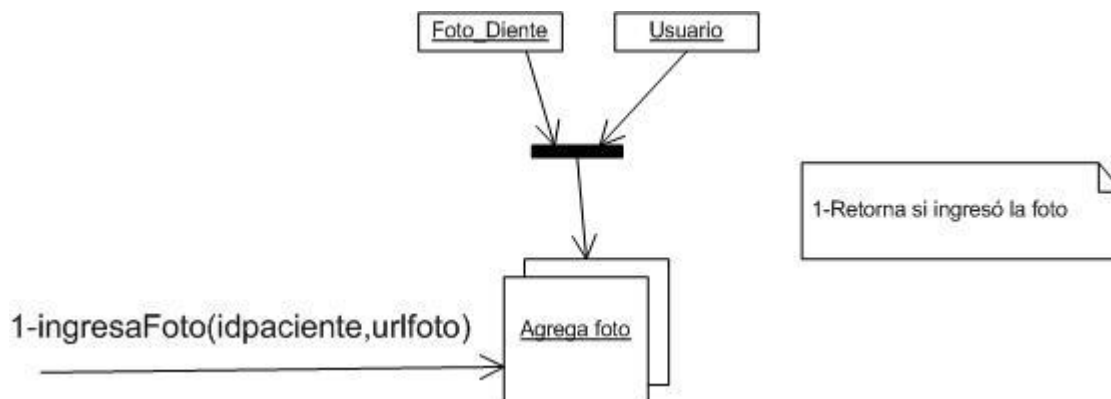 Foto_Diente
Usuario
1-Retorna si ingresó la foto
Agrega foto
1-ingresaFoto(idpaciente,urlfoto)